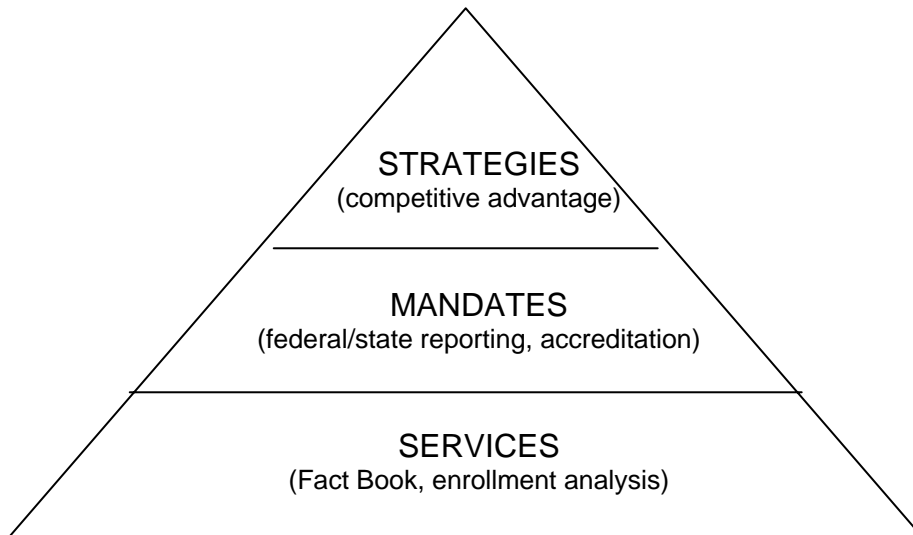 STRATEGIES
(competitive advantage)
MANDATES
(federal/state reporting, accreditation)
SERVICES
(Fact Book, enrollment analysis)